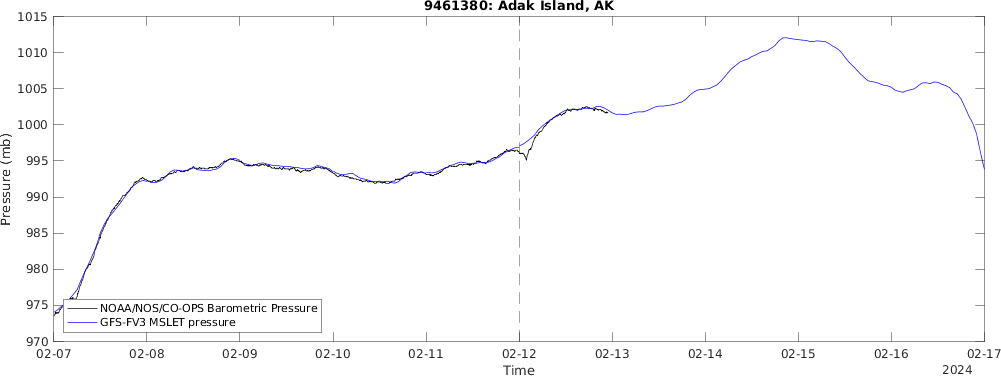 9461380: Adak Island, AK
1015
1010
1005
1000
995
990
985
980
975
970
Pressure (mb)
NOAA/NOS/CO-OPS Barometric Pressure
GFS-FV3 MSLET pressure
02-07 02-08 02-09 02-10 02-11 02-12 02-13 02-14 02-15 02-16 02-17
Time
2024